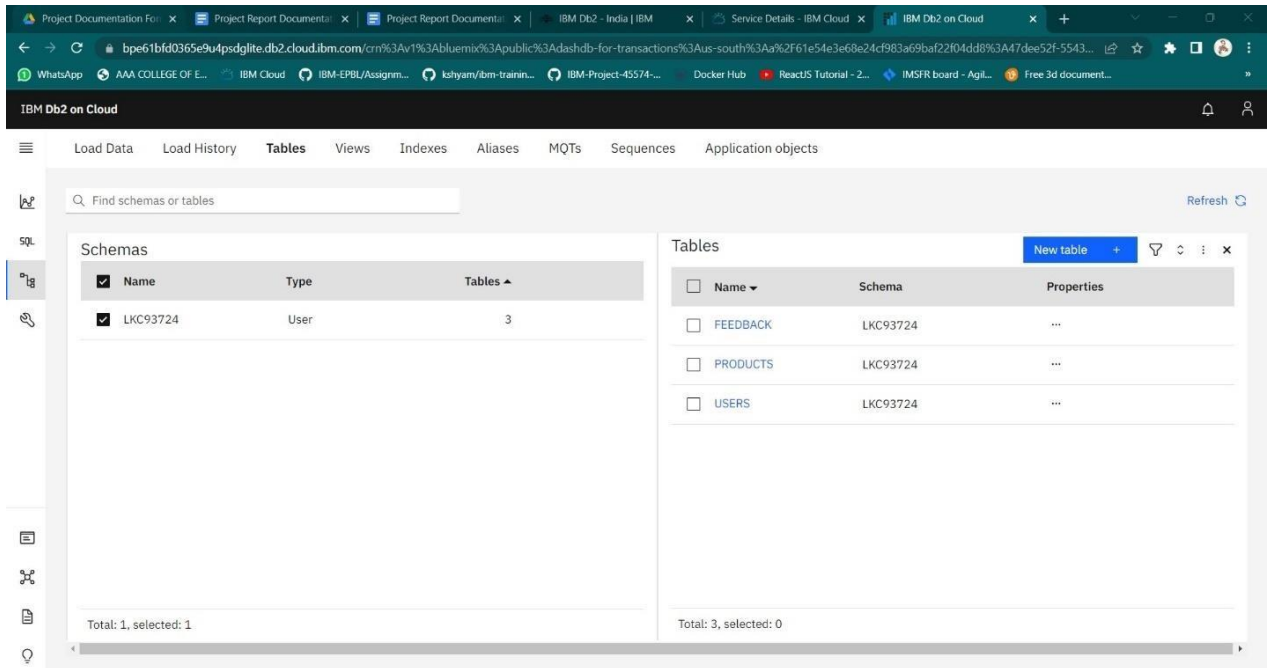 Project Documentation For
Project Report Documentat
Project Report Documentat
IBM Db2 - India | IBM
Service Details - IBM Cloud
IBM Db2 on Cloud
bpe61bfd0365e9u4psdglite.db2.cloud.ibm.com/crn%3Av1%3Abluemix%3Apublic%3Adashdb-for-transactions%3Aus-south%3Aa%2F61e54e3e68e24cf983a69baf22f04dd8%3A47dee52f-5543...
WhatsApp
AAA COLLEGE OF E...
IBM Cloud
IBM-EPBL/Assignm...
kshyam/ibm-trainin...
IBM-Project-45574-...
Docker Hub
ReactJS Tutorial - 2...
IMSFR board - Agil...
Free 3d document...
IBM Db2 on Cloud
Load Data Load History Tables Views Indexes Aliases MQTs Sequences Application objects
Find schemas or tables
Refresh
SQL
Schemas
Name Type Tables
LKC93724 User 3
Total: 1, selected: 1
Tables
New table +
Name Schema Properties
FEEDBACK LKC93724 ...
PRODUCTS LKC93724 ...
USERS LKC93724 ...
Total: 3, selected: 0